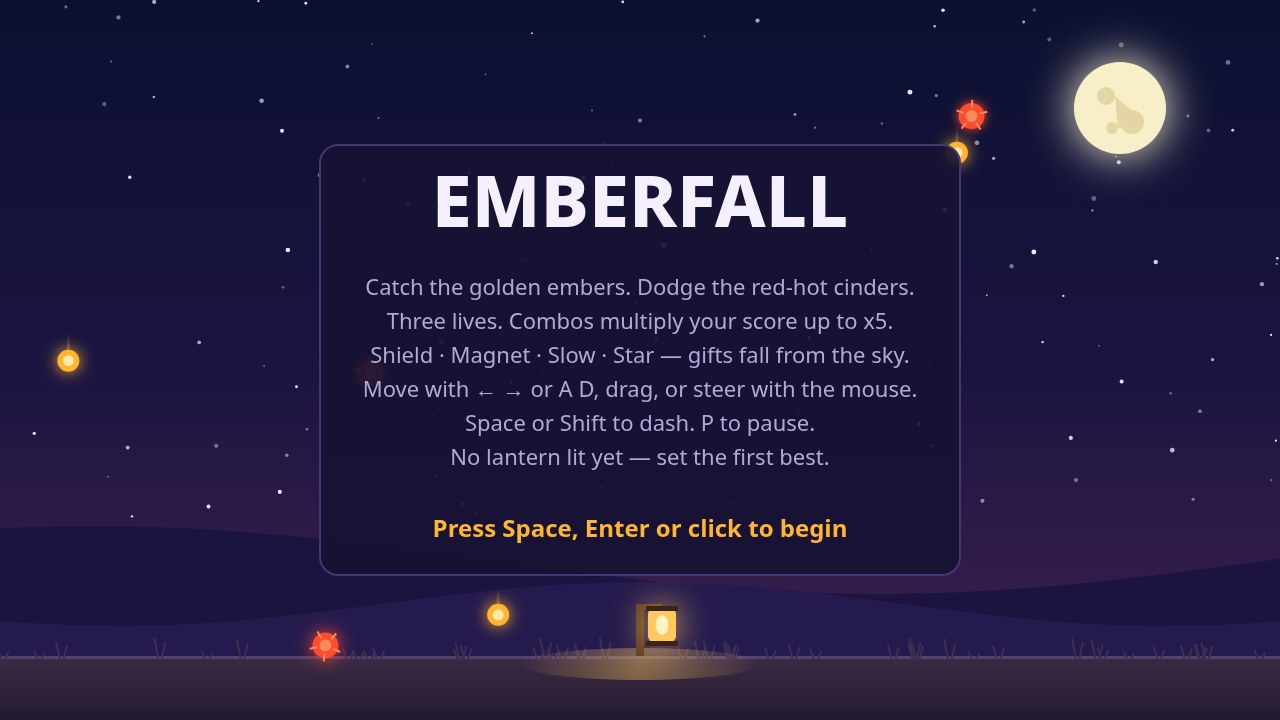 EMBERFALL
Catch the golden embers. Dodge the red-hot cinders.
Three lives. Combos multiply your score up to x5.
Shield · Magnet · Slow · Star — gifts fall from the sky.
Move with ← → or A D, drag, or steer with the mouse.
Space or Shift to dash. P to pause.
No lantern lit yet — set the first best.
Press Space, Enter or click to begin